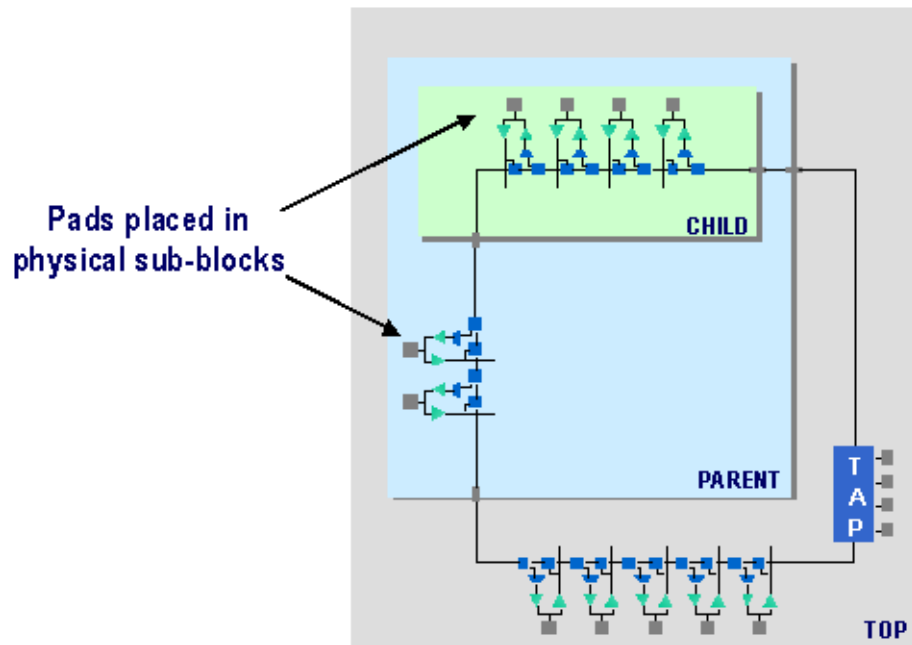 Pads placed in
physical sub-blocks
CHILD
PARENT
T
A
P
TOP